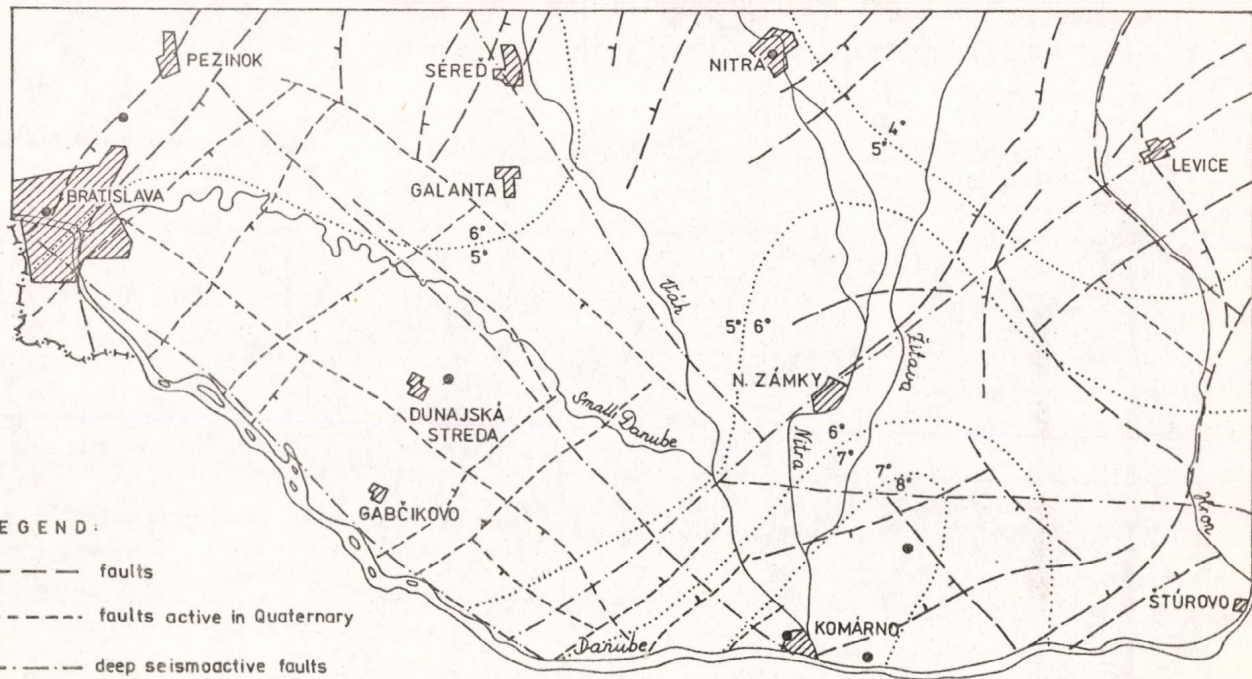 PEZINOK
SÉREĎ
NITRA
4°
5°
LEVICE
BRATISLAVA
GALANTA
6°
5°
Váh
5° 6°
Žitava
N. ZÁMKY
DUNAJSKÁ
STREDA
Small Danube
Nitra
6°
7°
7°
8°
GABČIKOVO
Hron
EGEND:
faults
faults active in Quaternary
deep seismoactive faults
ŠTÚROVO
KOMÁRNO
Danube